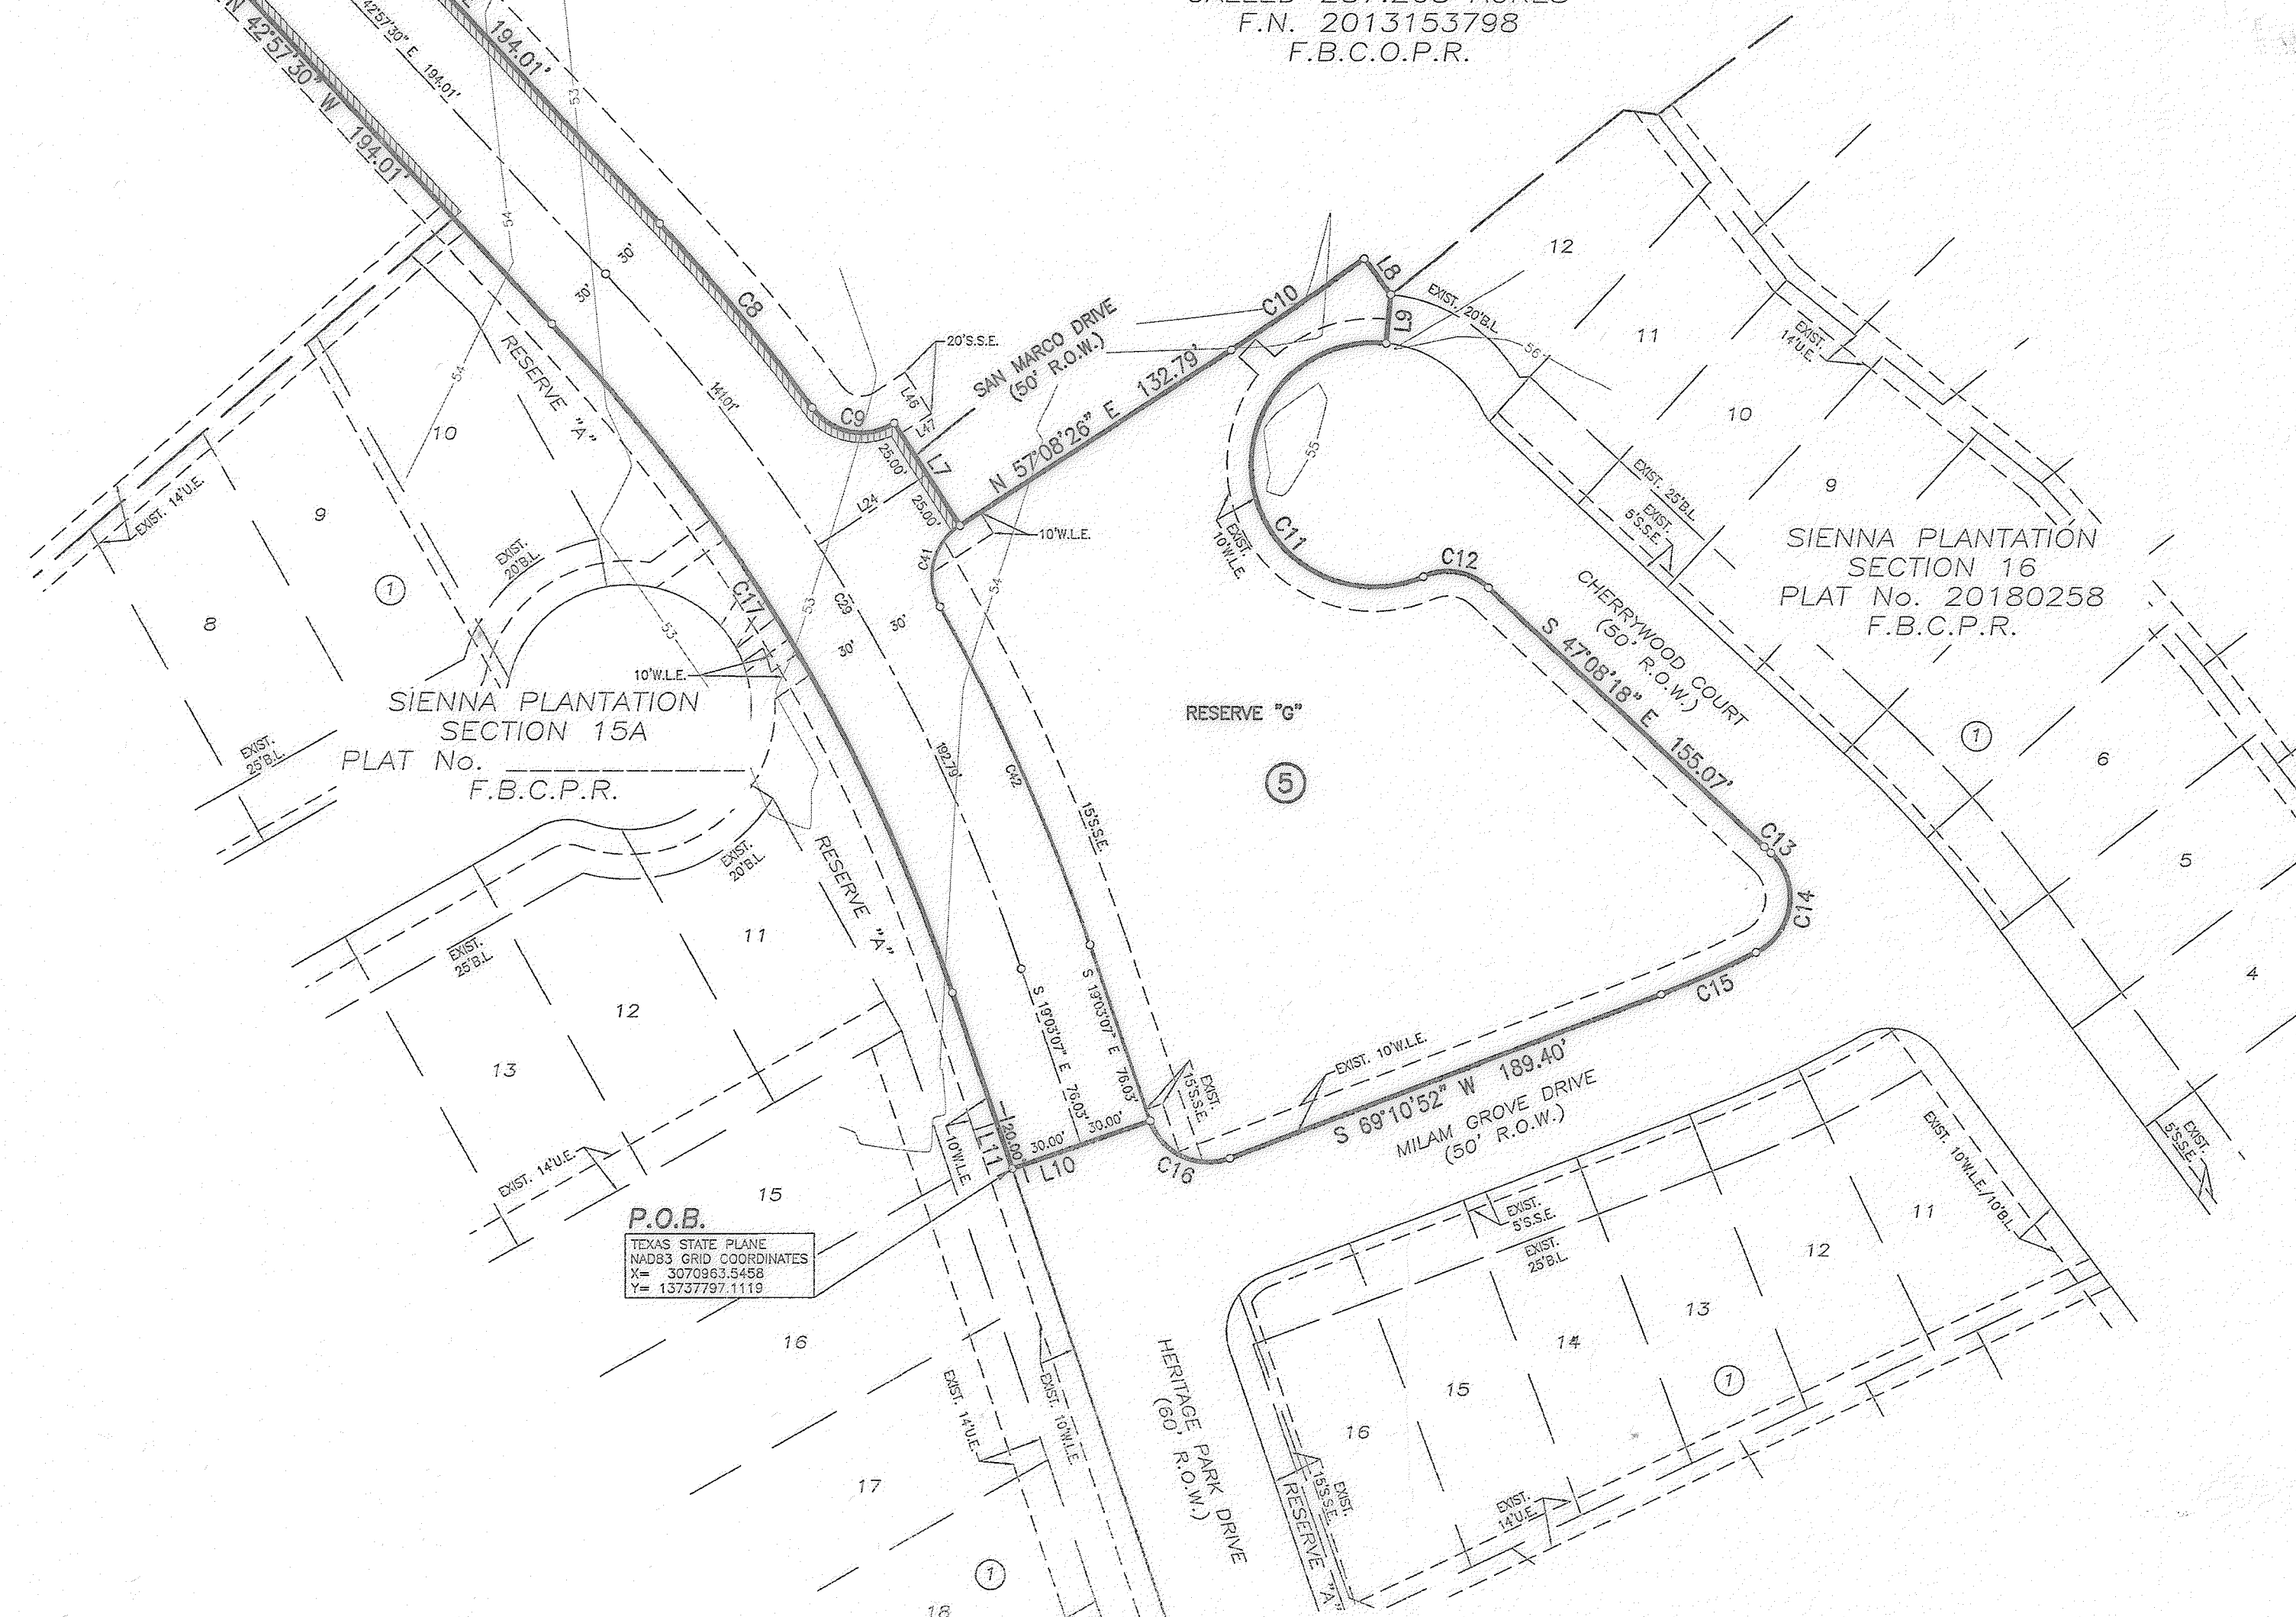 F.N. 2013153798
F.B.C.O.P.R.
N 42°57'30" W 194.01'
42°57'30" E 194.01'
194.01'
53
54
30'
30'
C8
141.01'
C9
20'S.S.E.
L46
L47
25.00'
L7
25.00'
L24
SAN MARCO DRIVE
(50' R.O.W.)
N 57°08'26" E 132.79'
C10
L8
L9
EXIST. 20'B.L.
56
12
11
10
9
EXIST.
14'U.E.
EXIST. 25'B.L.
EXIST.
5'S.S.E.
SIENNA PLANTATION
SECTION 16
PLAT No. 20180258
F.B.C.P.R.
CHERRYWOOD COURT
(50' R.O.W.)
1
6
5
4
55
C11
C12
EXIST.
10'W.L.E.
S 47°08'18" E 155.07'
C13
C14
C15
10'W.L.E.
C41
54
53
C29
30'
30'
RESERVE "G"
5
C42
192.79'
15'S.S.E.
S 19°03'07" E 76.03'
S 19°03'07" E 76.03'
RESERVE "A"
54
10
9
8
1
EXIST. 14'U.E.
EXIST.
20'B.L.
53
C17
10'W.L.E.
SIENNA PLANTATION
SECTION 15A
PLAT No. ______________
F.B.C.P.R.
EXIST.
25'B.L.
EXIST.
20'B.L.
RESERVE "A"
EXIST.
25'B.L.
11
12
13
15
EXIST. 14'U.E.
10'W.L.E.
L11
20.00'
30.00'
30.00'
L10
C16
EXIST.
15'S.S.E.
EXIST. 10'W.L.E.
S 69°10'52" W 189.40'
MILAM GROVE DRIVE
(50' R.O.W.)
P.O.B.
TEXAS STATE PLANE
NAD83 GRID COORDINATES
X= 3070963.5458
Y= 13737797.1119
16
17
18
1
EXIST. 14'U.E.
EXIST. 10'W.L.E.
HERITAGE PARK DRIVE
(60' R.O.W.)
EXIST.
15'S.S.E.
RESERVE "A"
EXIST.
5'S.S.E.
EXIST.
25'B.L.
EXIST. 10'W.L.E./10'B.L.
EXIST.
5'S.S.E.
11
12
13
14
15
16
1
EXIST.
14'U.E.